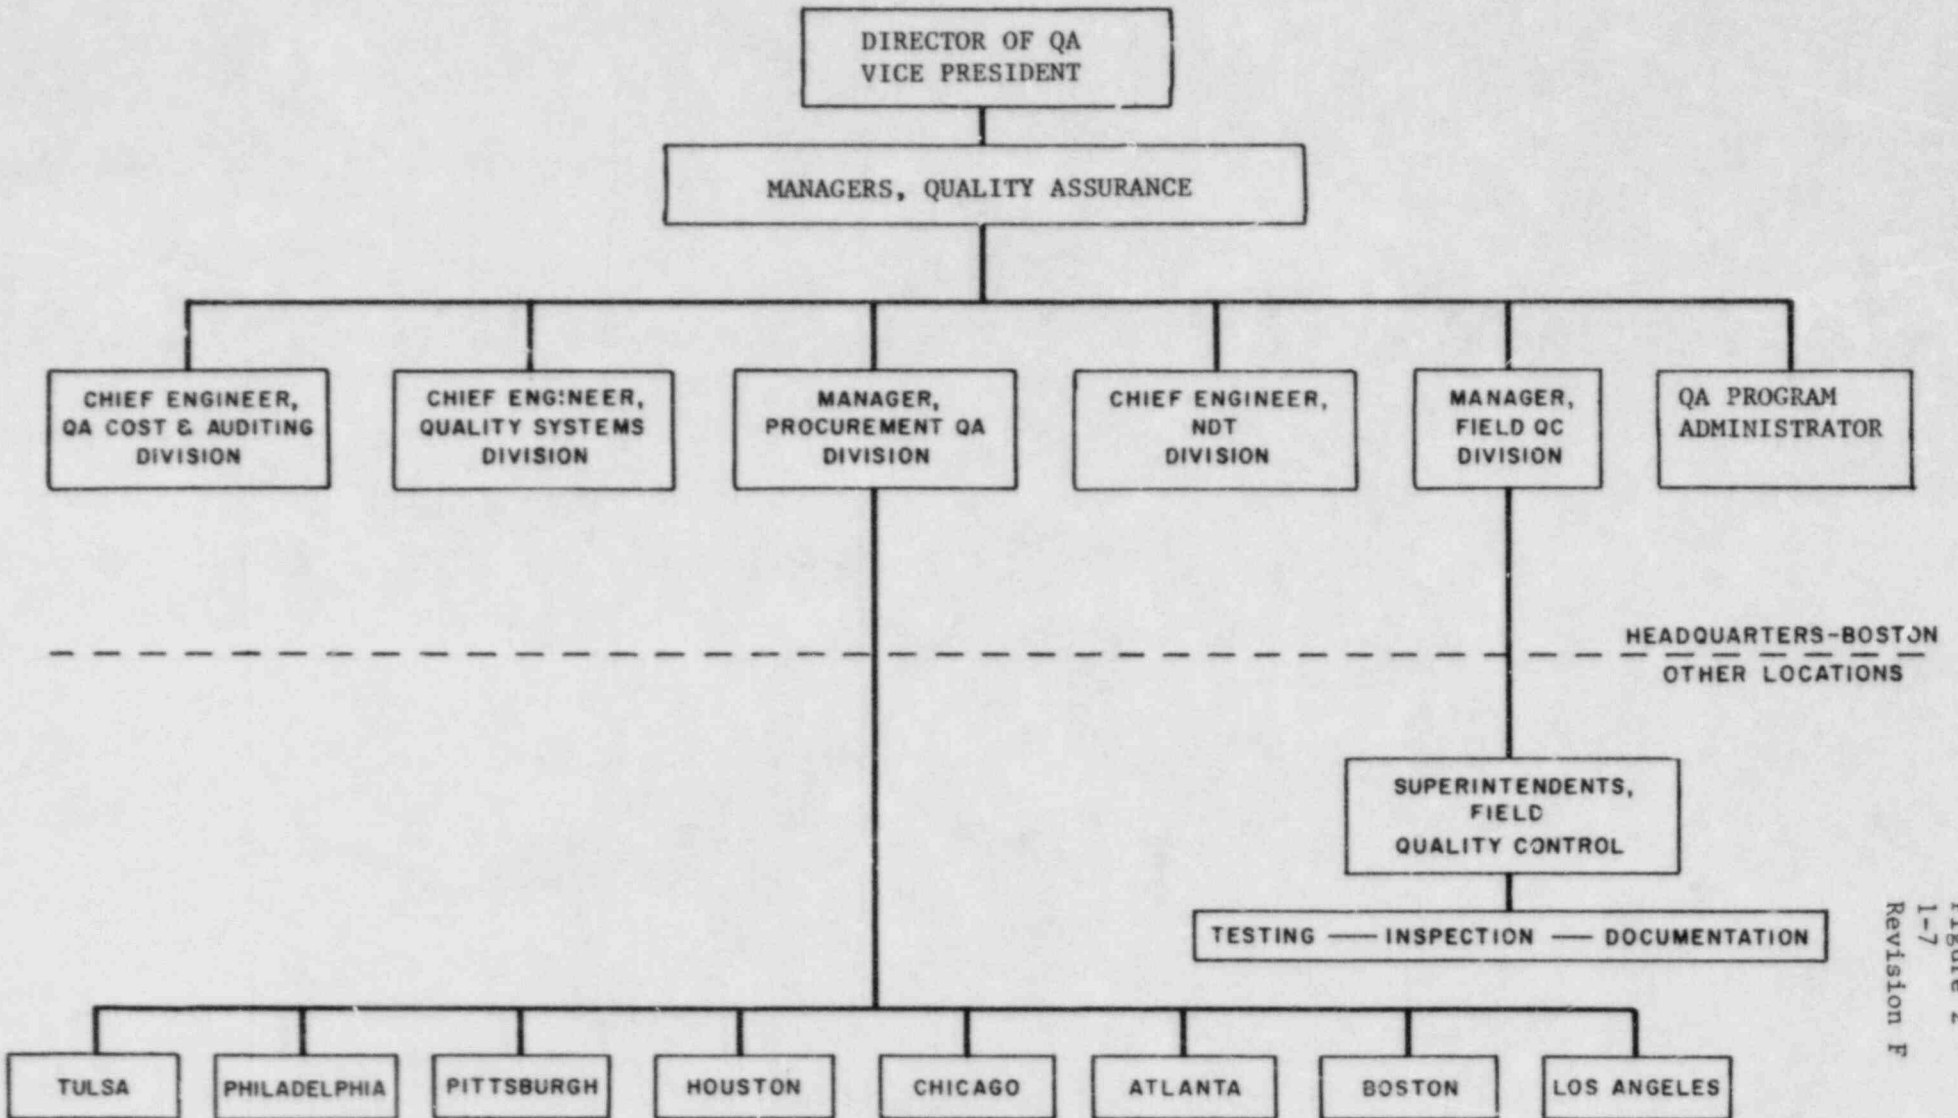 DIRECTOR OF QA
VICE PRESIDENT
MANAGERS, QUALITY ASSURANCE
CHIEF ENGINEER,
QA COST & AUDITING
DIVISION
CHIEF ENGINEER,
QUALITY SYSTEMS
DIVISION
MANAGER,
PROCUREMENT QA
DIVISION
CHIEF ENGINEER,
NDT
DIVISION
MANAGER,
FIELD QC
DIVISION
QA PROGRAM
ADMINISTRATOR
HEADQUARTERS-BOSTON
OTHER LOCATIONS
SUPERINTENDENTS,
FIELD
QUALITY CONTROL
TESTING — INSPECTION — DOCUMENTATION
TULSA
PHILADELPHIA
PITTSBURGH
HOUSTON
CHICAGO
ATLANTA
BOSTON
LOS ANGELES
Figure 2
1-7
Revision F